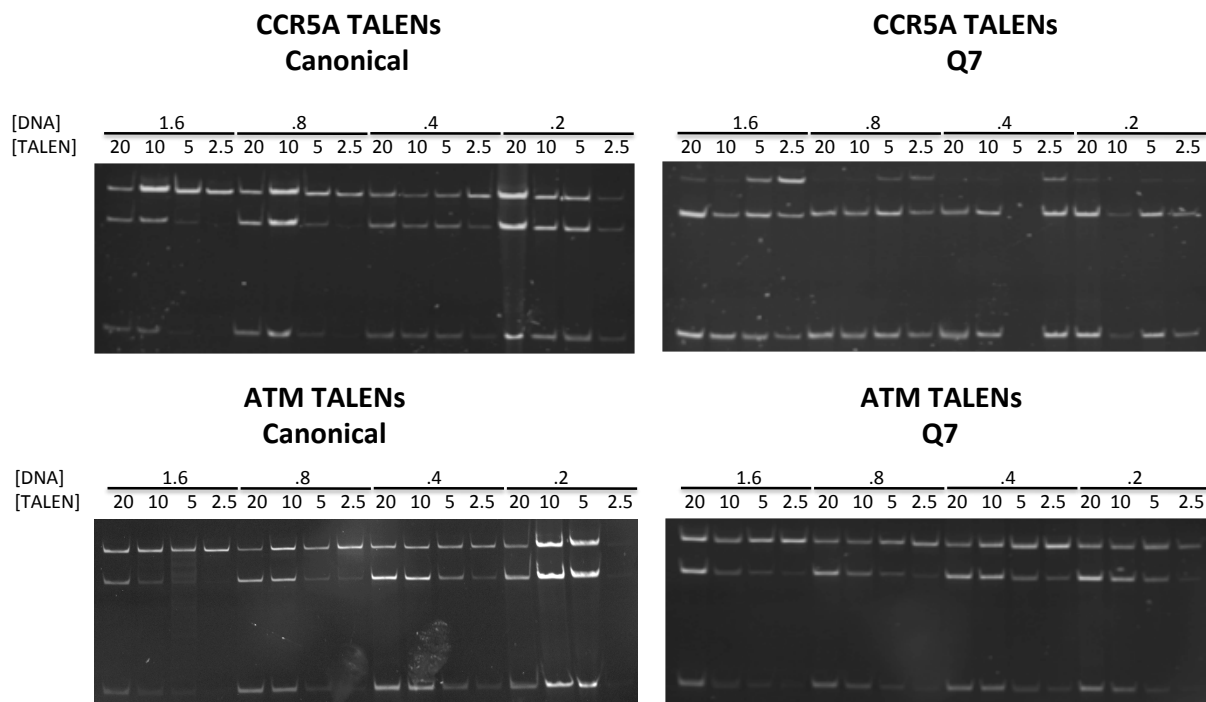 CCR5A TALENs
Canonical
[DNA] 1.6 .8 .4 .2
[TALEN] 20 10 5 2.5 20 10 5 2.5 20 10 5 2.5 20 10 5 2.5
CCR5A TALENs
Q7
1.6 .8 .4 .2
20 10 5 2.5 20 10 5 2.5 20 10 5 2.5 20 10 5 2.5
ATM TALENs
Canonical
[DNA] 1.6 .8 .4 .2
[TALEN] 20 10 5 2.5 20 10 5 2.5 20 10 5 2.5 20 10 5 2.5
ATM TALENs
Q7
1.6 .8 .4 .2
20 10 5 2.5 20 10 5 2.5 20 10 5 2.5 20 10 5 2.5